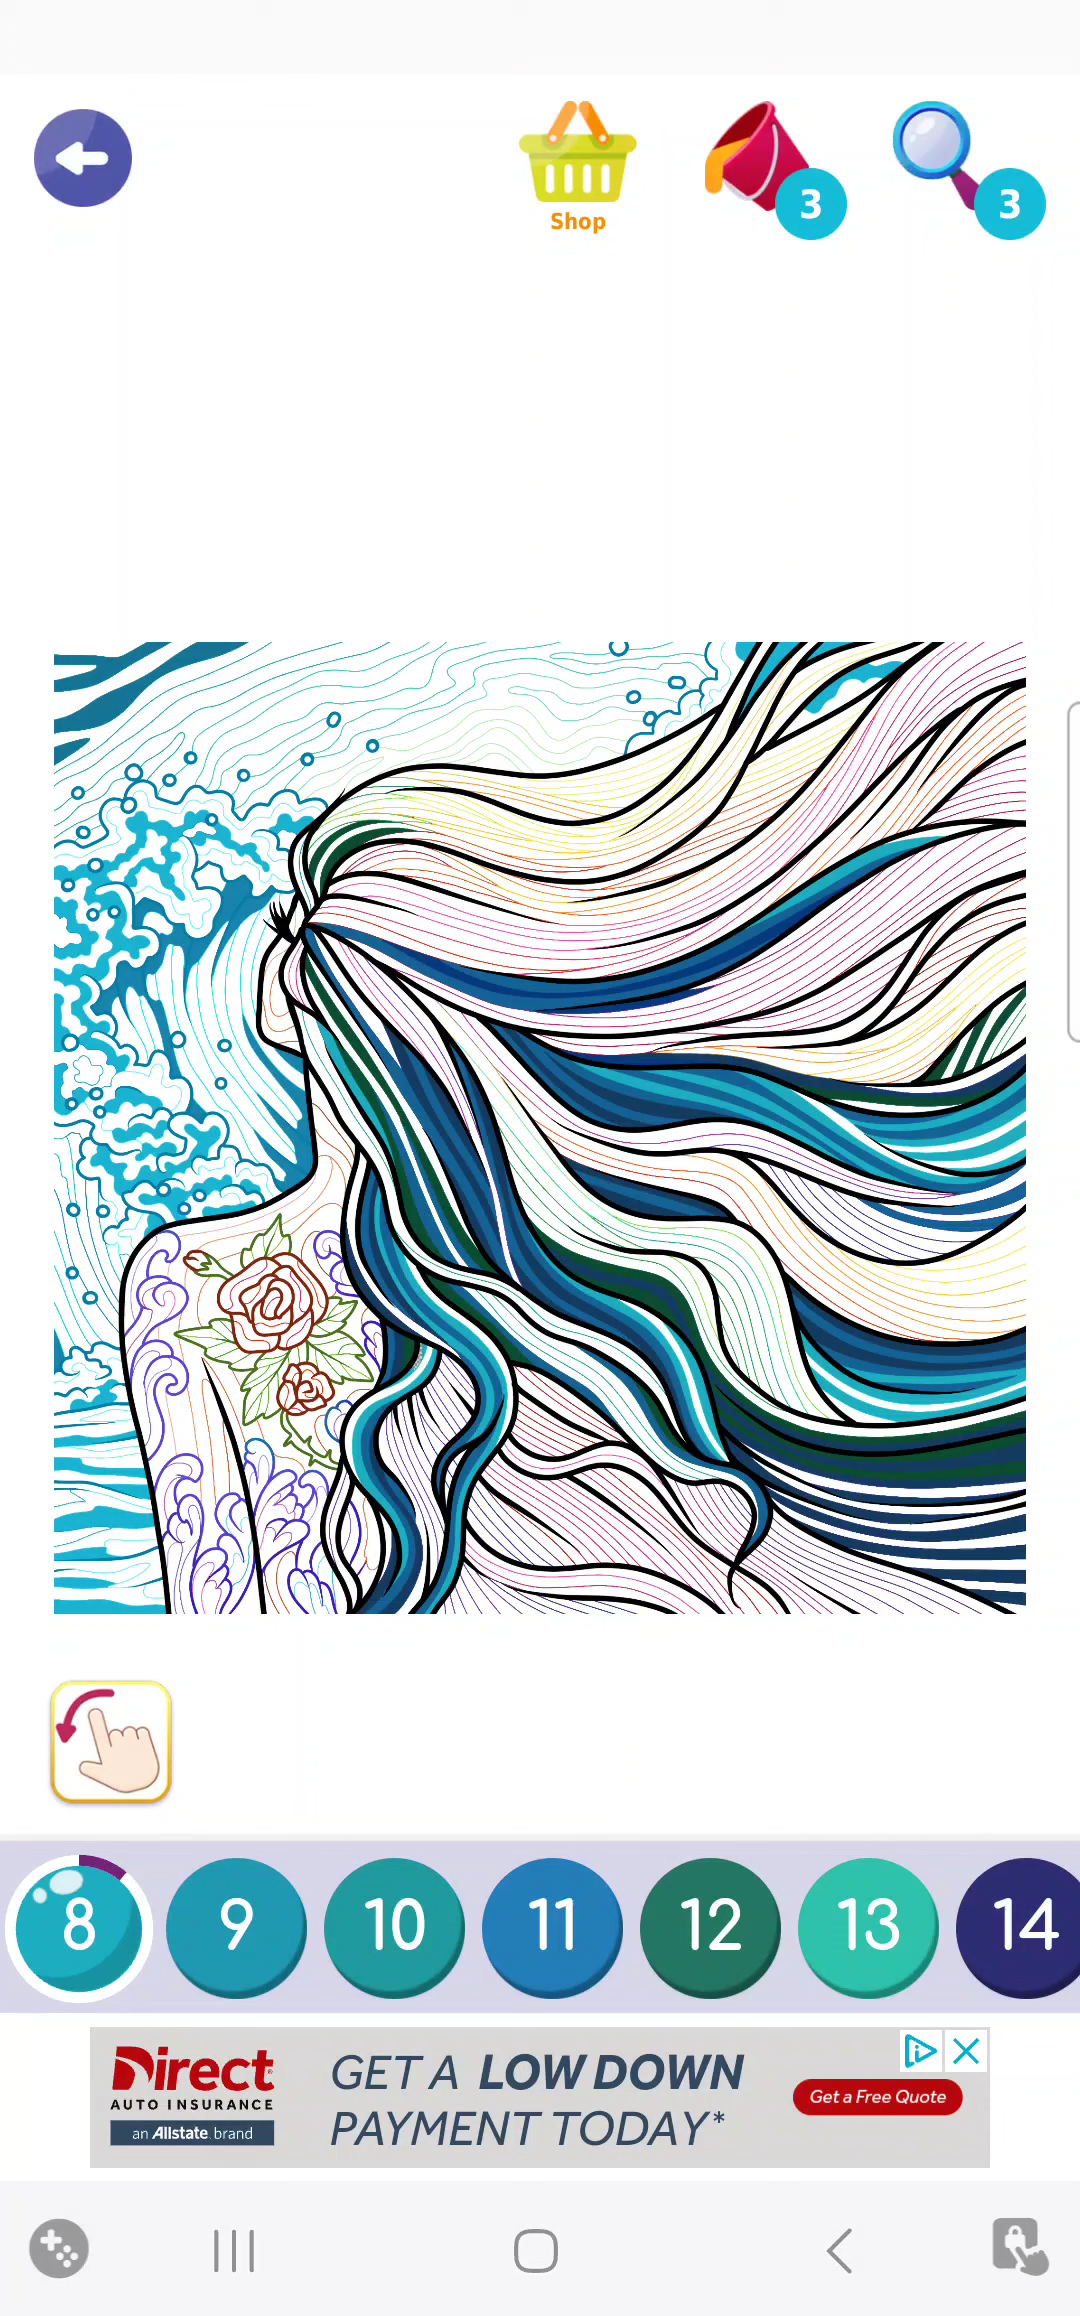 Shop
3
3
8
9
10
11
12
13
14
Direct
AUTO INSURANCE
an Allstate brand
GET A LOW DOWN
PAYMENT TODAY*
Get a Free Quote